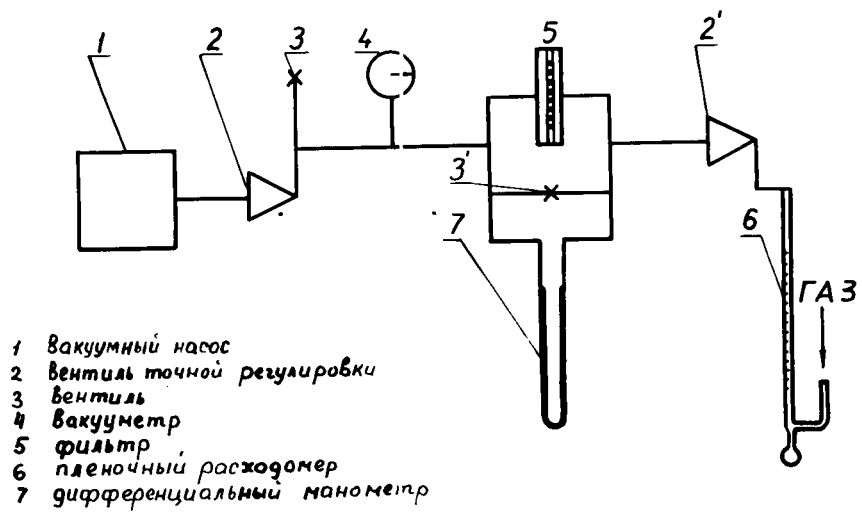 1
2
3
4
5
2'
3'
7
6
ГАЗ
1 Вакуумный насос
2 вентиль точной регулировки
3 вентиль
4 вакууметр
5 фильтр
6 пленочный расходомер
7 дифференциальный манометр